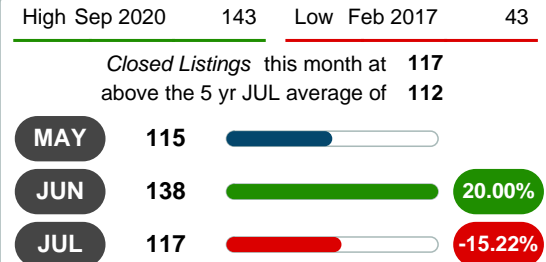 High Sep 2020 143 Low Feb 2017 43
Closed Listings this month at 117
above the 5 yr JUL average of 112
MAY 115
JUN 138 20.00%
JUL 117 -15.22%